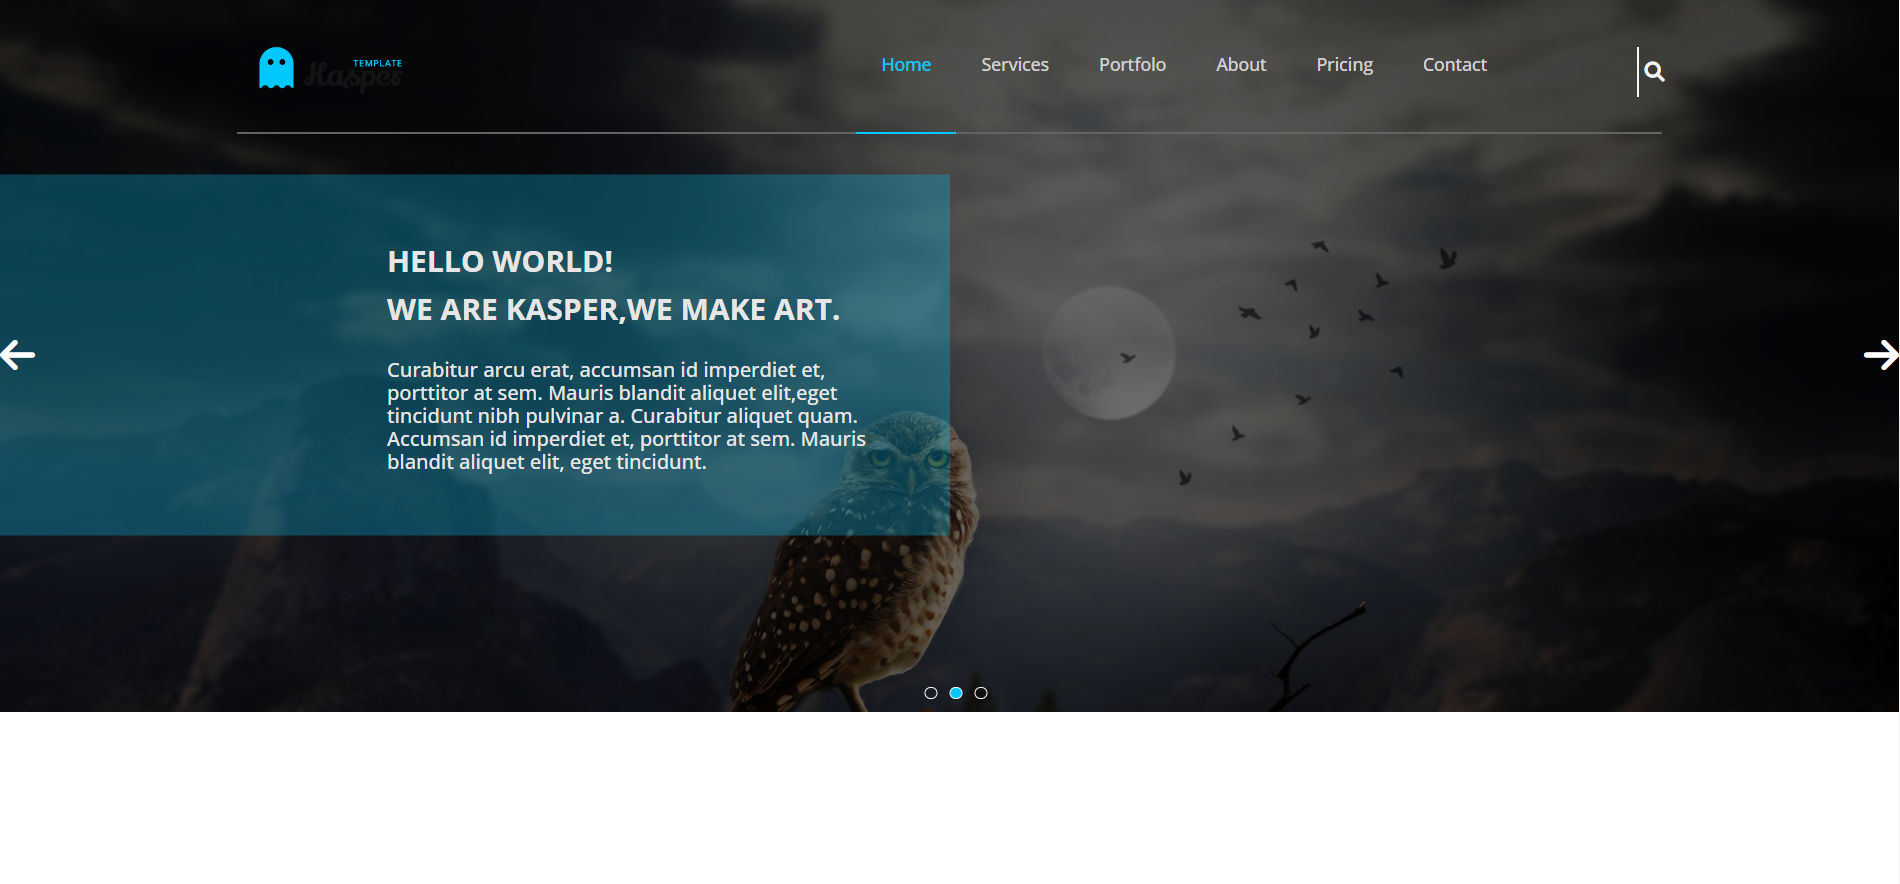 TEMPLATE
Kasper
Home Services Portfolo About Pricing Contact
HELLO WORLD!
WE ARE KASPER,WE MAKE ART.
Curabitur arcu erat, accumsan id imperdiet et,
porttitor at sem. Mauris blandit aliquet elit,eget
tincidunt nibh pulvinar a. Curabitur aliquet quam.
Accumsan id imperdiet et, porttitor at sem. Mauris
blandit aliquet elit, eget tincidunt.